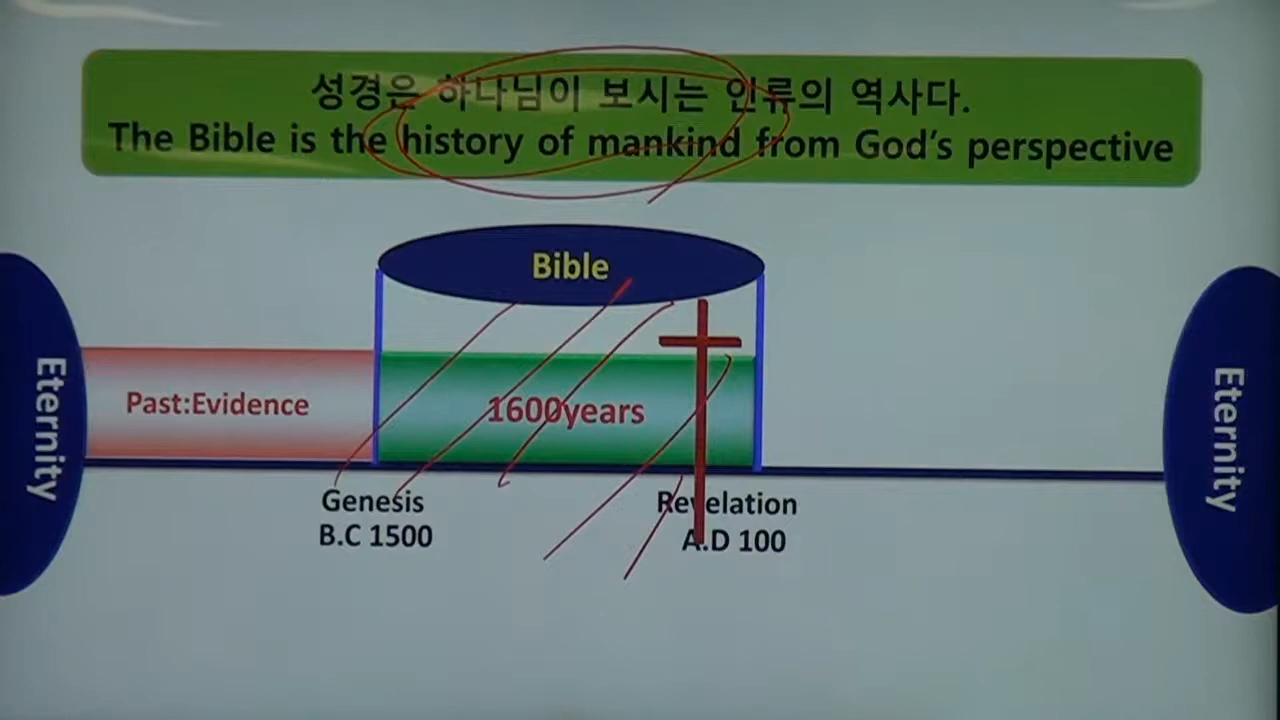 성경은 하나님이 보시는 인류의 역사다.
The Bible is the history of mankind from God's perspective
Bible
Eternity
Past:Evidence
1600years
Eternity
Genesis
B.C 1500
Revelation
A.D 100